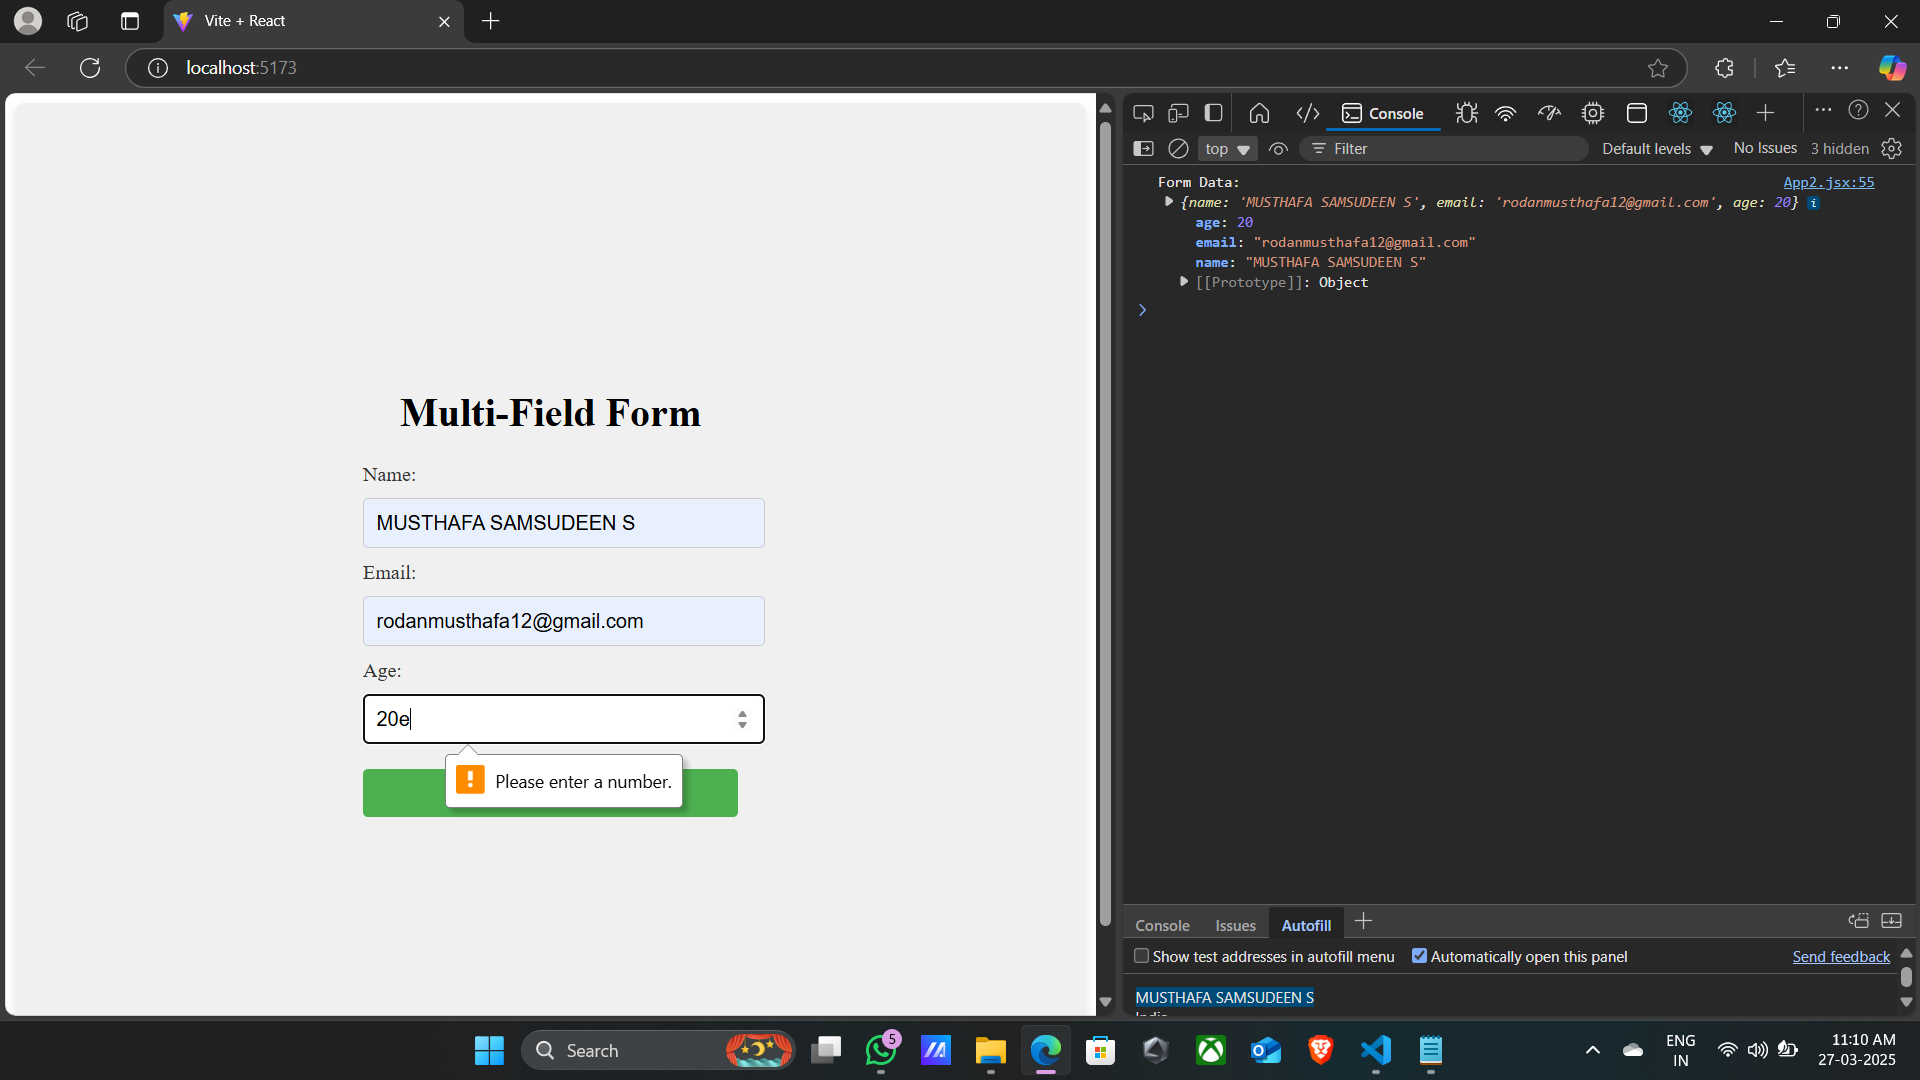 Vite + React
localhost:5173
Console
top
Filter
Default levels
No Issues
3 hidden
Form Data:
App2.jsx:55
{name: 'MUSTHAFA SAMSUDEEN S', email: 'rodanmusthafa12@gmail.com', age: 20}
age: 20
email: "rodanmusthafa12@gmail.com"
name: "MUSTHAFA SAMSUDEEN S"
[[Prototype]]: Object
Multi-Field Form
Name:
MUSTHAFA SAMSUDEEN S
Email:
rodanmusthafa12@gmail.com
Age:
20e
Please enter a number.
Console
Issues
Autofill
Show test addresses in autofill menu
Automatically open this panel
Send feedback
MUSTHAFA SAMSUDEEN S
Search
5
ENG
IN
11:10 AM
27-03-2025